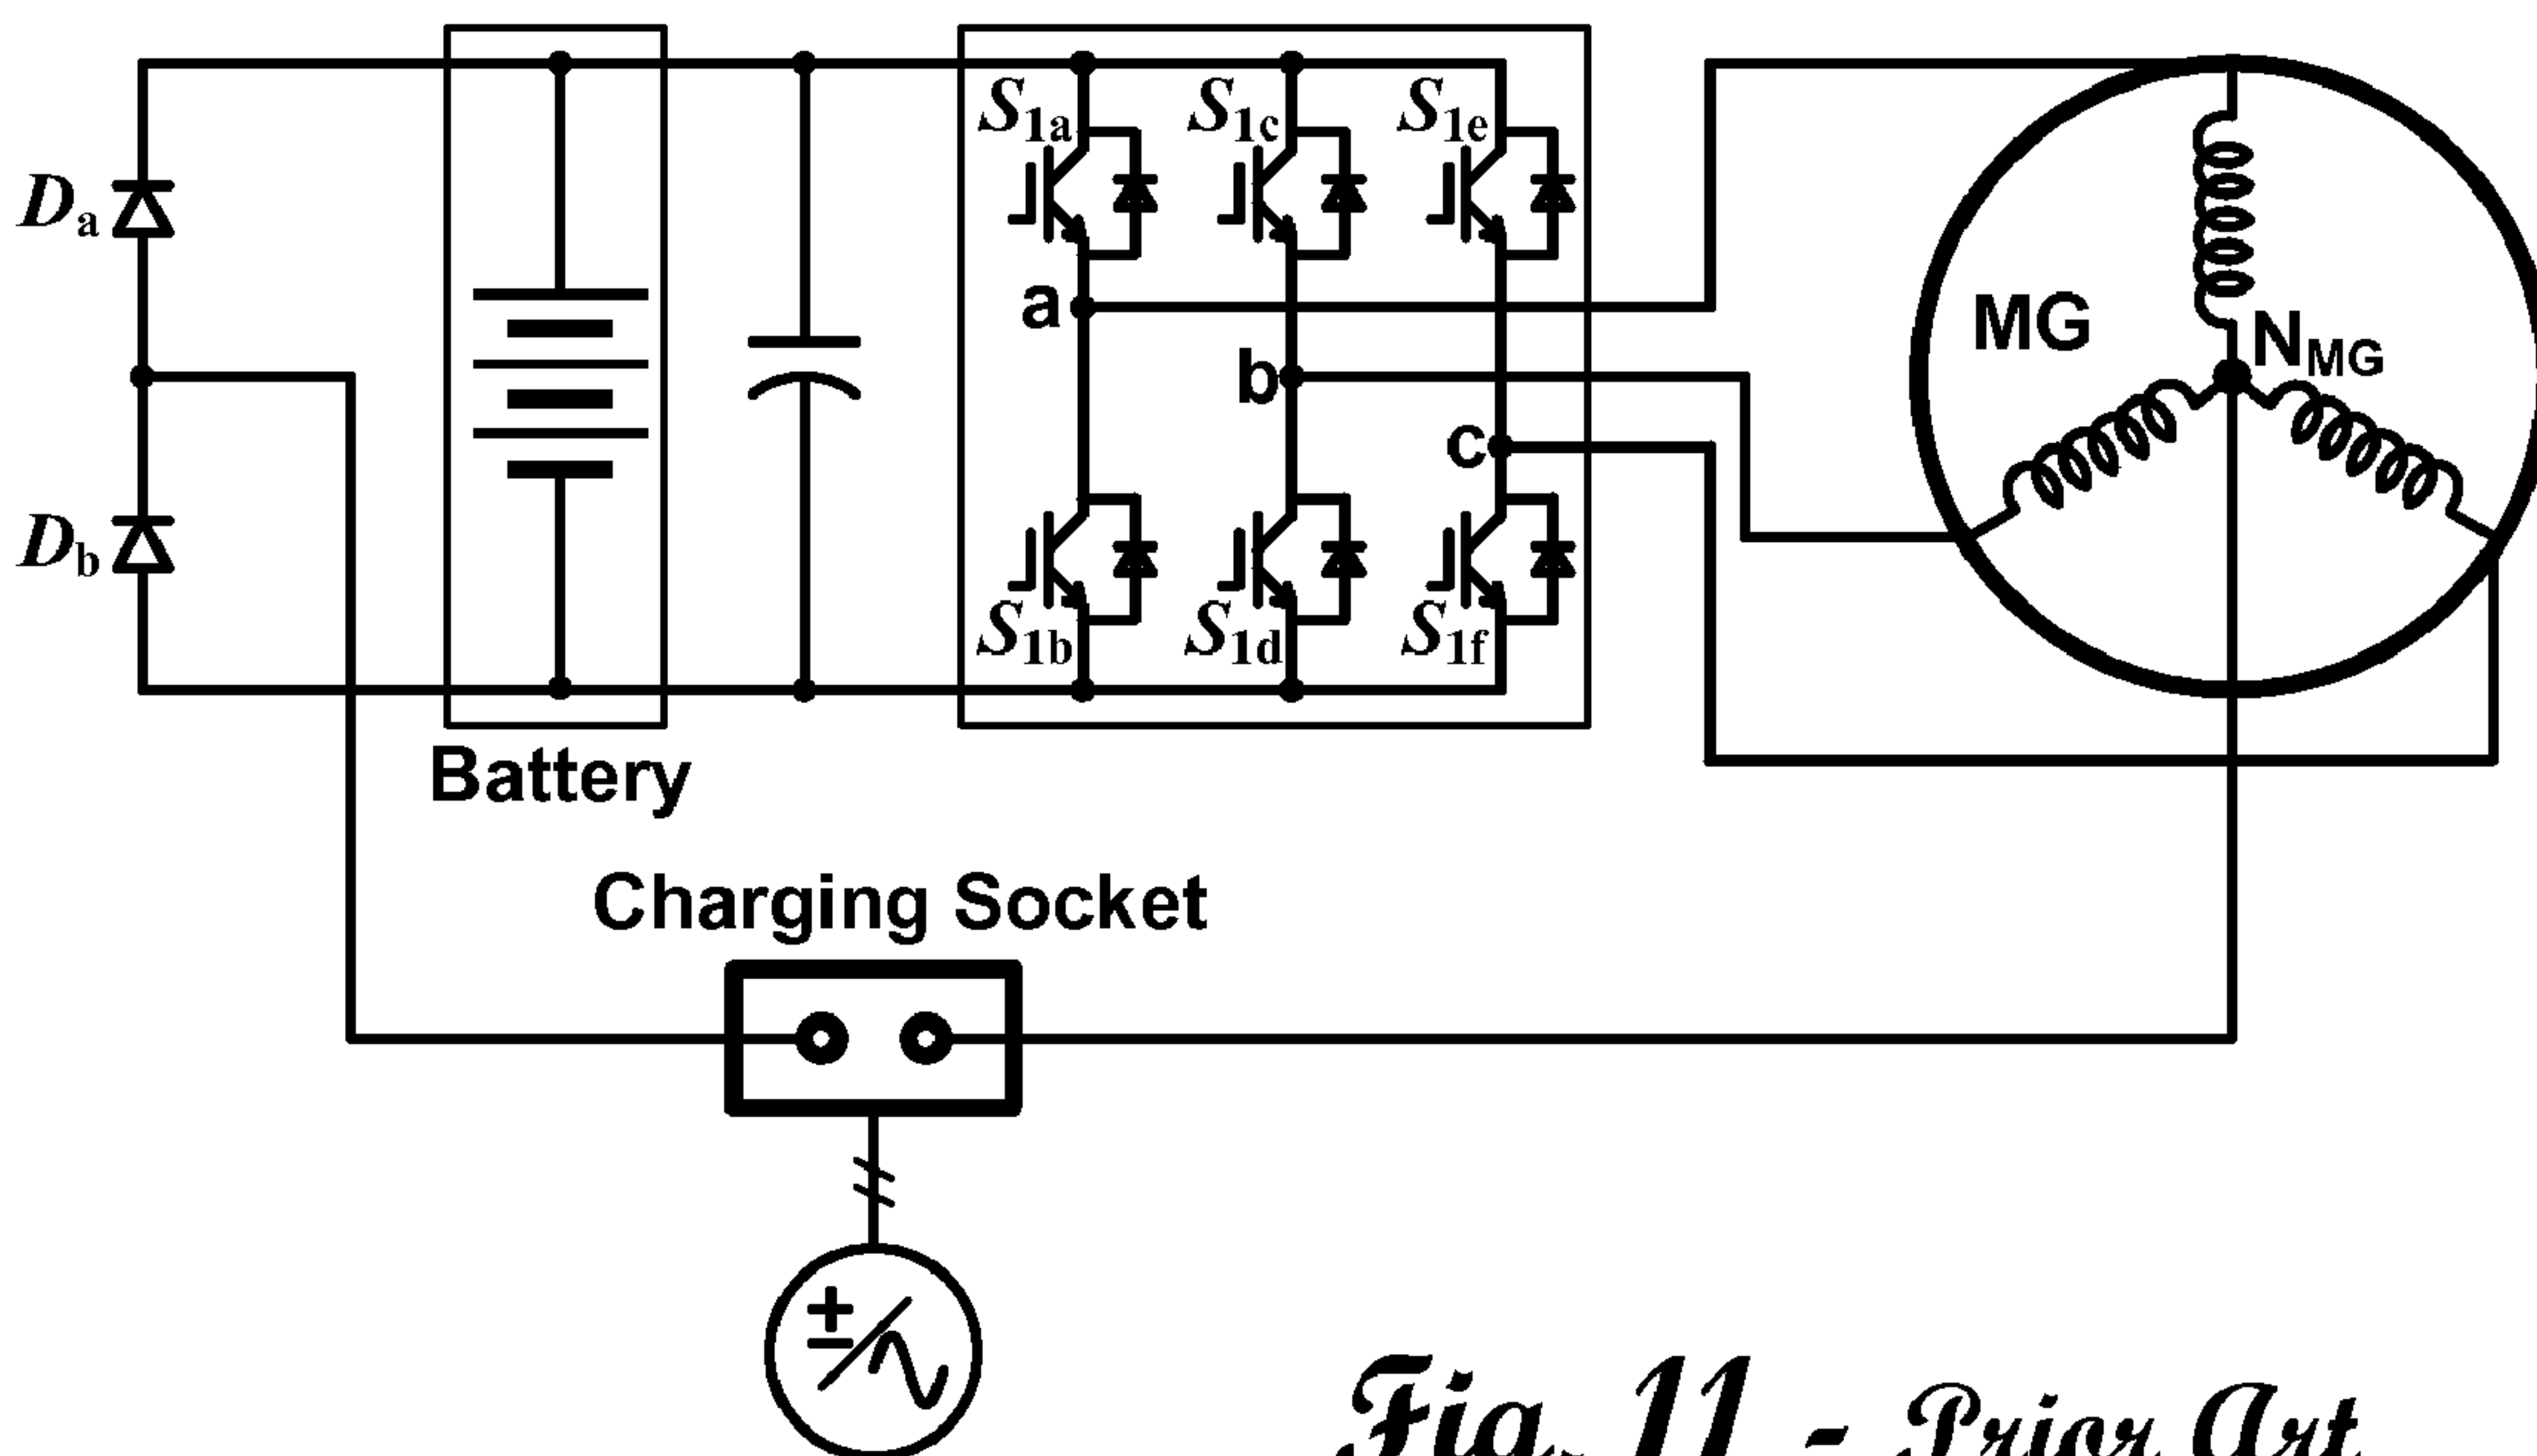 S1a
S1c
S1e
Da
a
MG
NMG
b
c
Db
S1b
S1d
S1f
Battery
Charging Socket
±
Fig. 11 - Prior Art